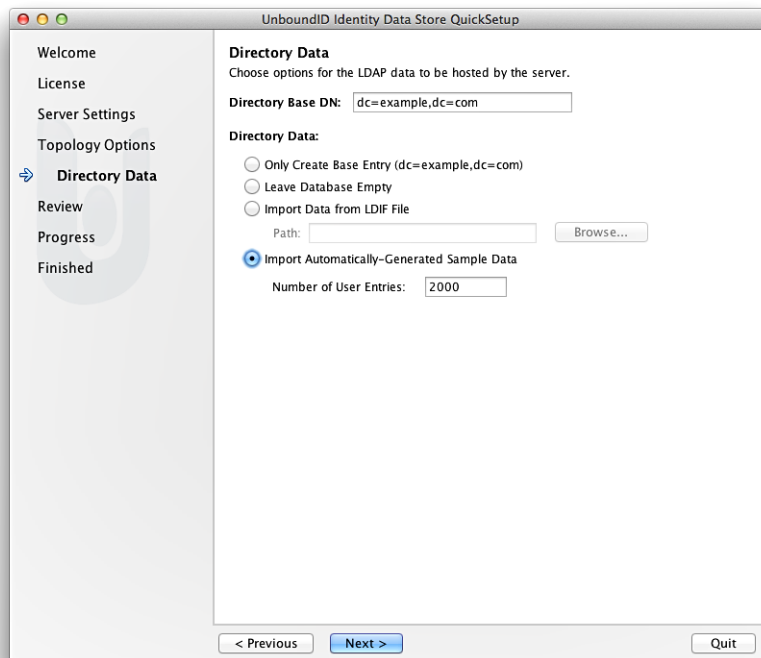 UnboundID Identity Data Store QuickSetup
Welcome
License
Server Settings
Topology Options
Directory Data
Review
Progress
Finished
Directory Data
Choose options for the LDAP data to be hosted by the server.
Directory Base DN: dc=example,dc=com
Directory Data:
Only Create Base Entry (dc=example,dc=com)
Leave Database Empty
Import Data from LDIF File
Path: Browse...
Import Automatically-Generated Sample Data
Number of User Entries: 2000
< Previous Next > Quit